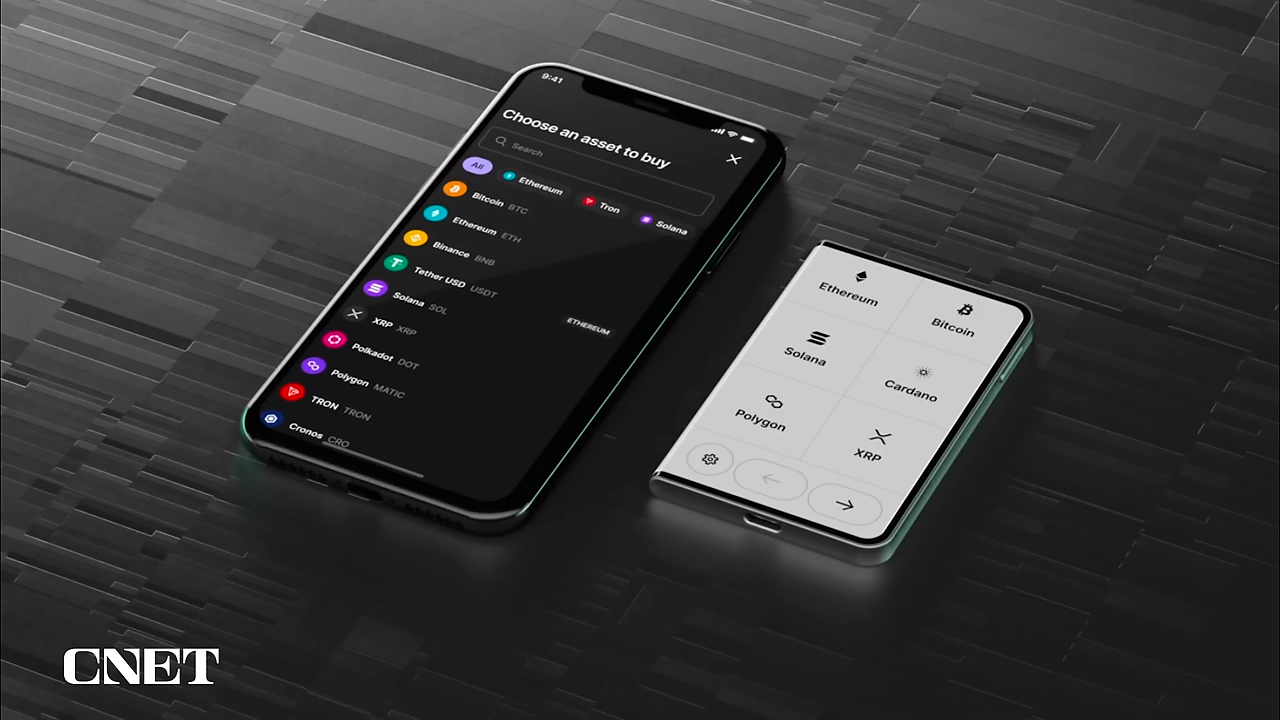 9:41
Choose an asset to buy
Search
All Ethereum Tron Solana
Bitcoin BTC
Ethereum ETH
Binance BNB
Tether USD USDT
Solana SOL
XRP XRP
ETHEREUM
Polkadot DOT
Polygon MATIC
TRON TRON
Cronos CRO
Ethereum Bitcoin
Solana Cardano
Polygon XRP
CNET